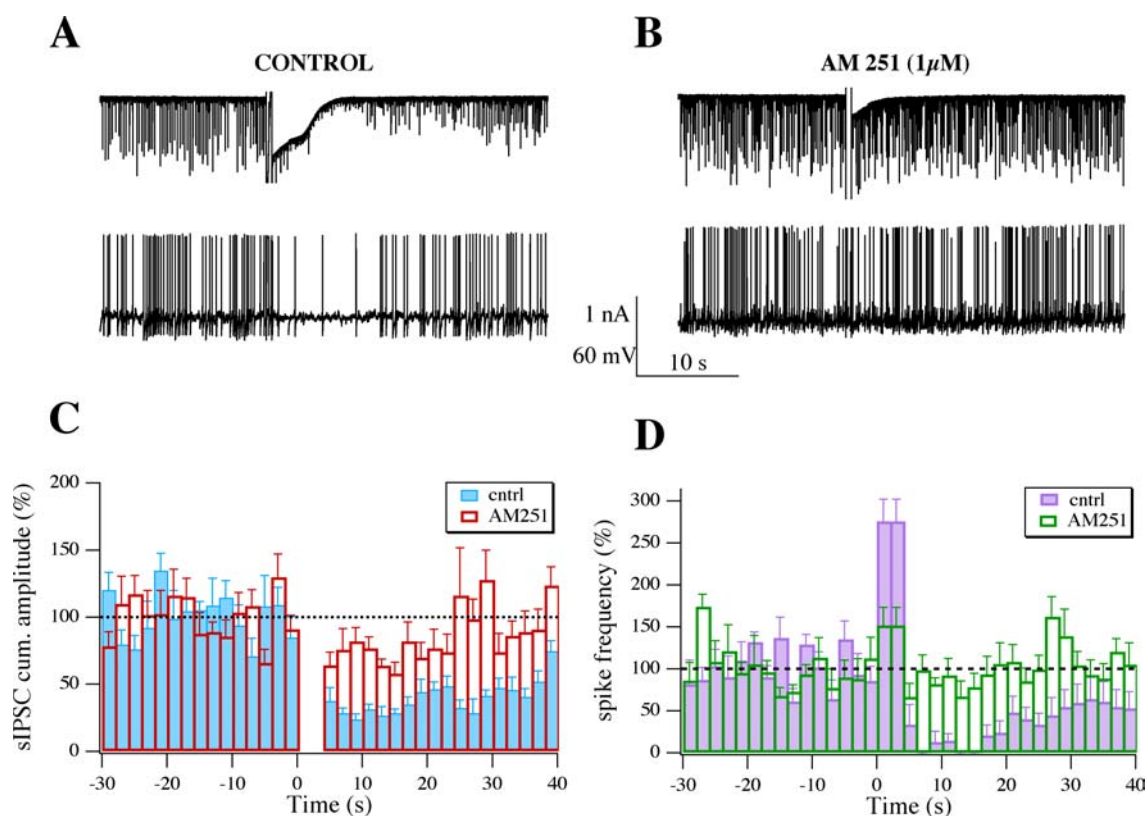 A
CONTROL
B
AM 251 (1μM)
1 nA
60 mV
10 s
C
sIPSC cum. amplitude (%)
200
150
100
50
0
-30 -20 -10 0 10 20 30 40
Time (s)
cntrl
AM251
D
spike frequency (%)
300
250
200
150
100
50
0
-30 -20 -10 0 10 20 30 40
Time (s)
cntrl
AM251